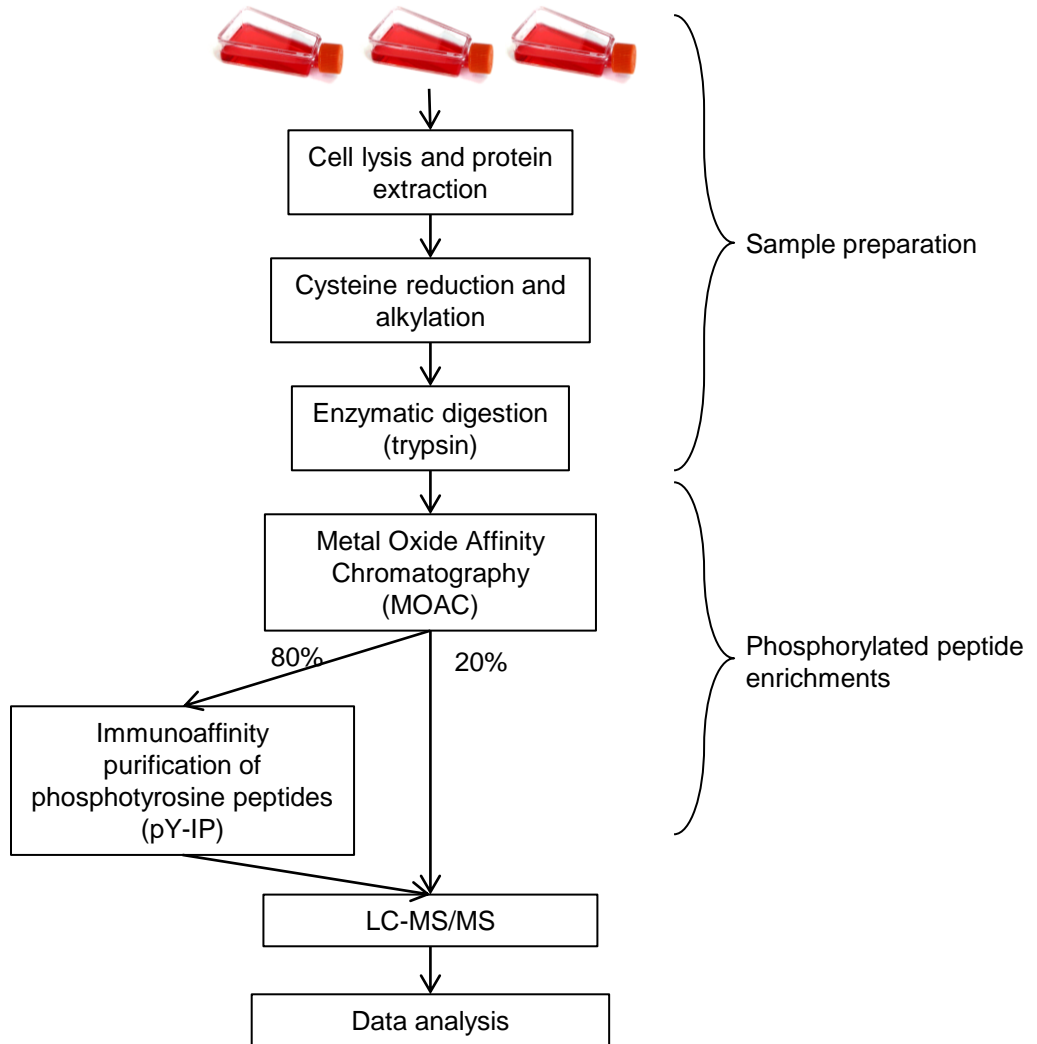 Cell lysis and protein
extraction
Cysteine reduction and
alkylation
Sample preparation
Enzymatic digestion
(trypsin)
Metal Oxide Affinity
Chromatography
(MOAC)
80%
20%
Phosphorylated peptide
enrichments
Immunoaffinity
purification of
phosphotyrosine peptides
(pY-IP)
LC-MS/MS
Data analysis